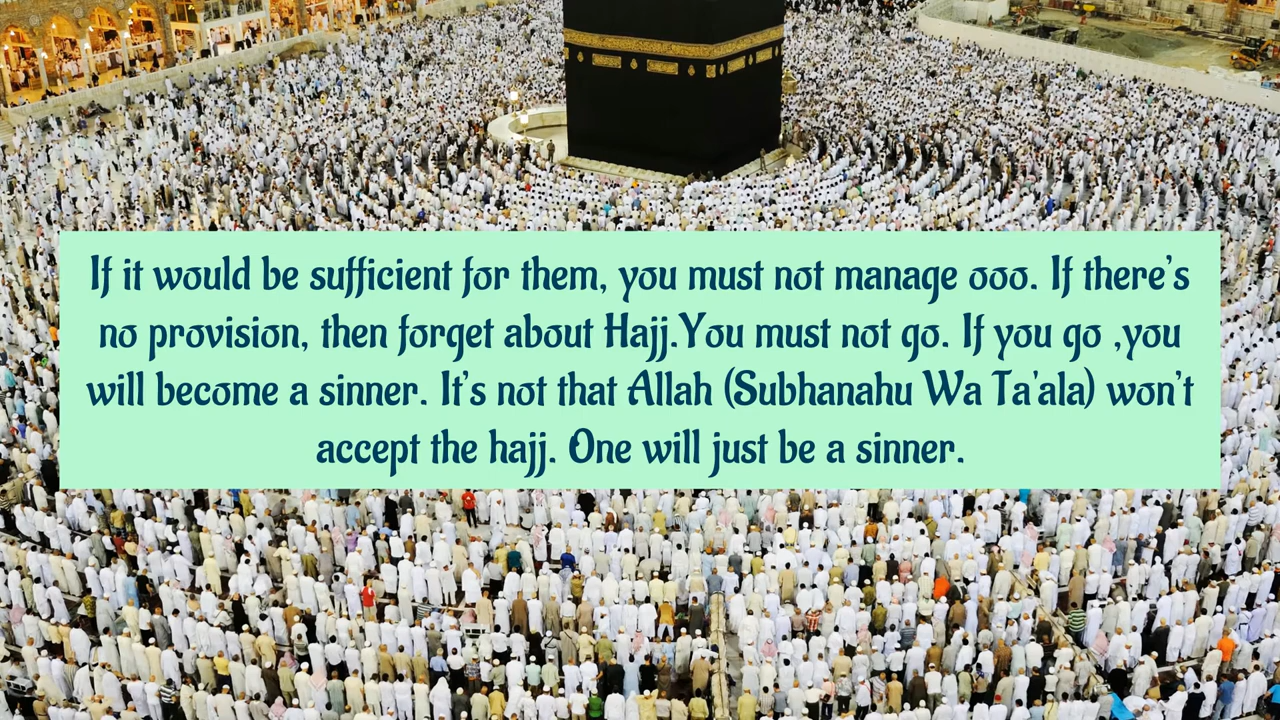 If it would be sufficient for them, you must not manage ooo. If there's
no provision, then forget about Hajj.You must not go. If you go ,you
will become a sinner. It's not that Allah (Subhanahu Wa Ta'ala) won't
accept the hajj. One will just be a sinner.